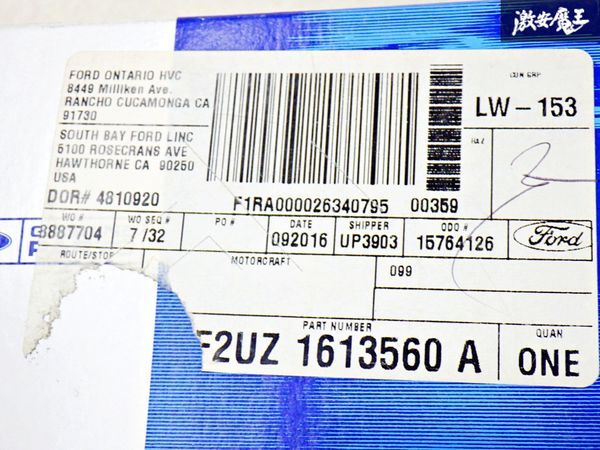 激安魔王
FORD ONTARIO HVC
8449 Milliken Ave.
RANCHO CUCAMONGA CA
91730
SOUTH BAY FORD LINC
5100 ROSECRANS AVE
HAWTHORNE CA 90250
USA
DOR# 4810920
F1RA000026340795 00359
LW-153
WO #
8887704
WO SEQ #
7/32
PO #
DATE
092016
SHIPPER
UP3903
ODO #
15764126
Ford
ROUTE/STOP
MOTORCRAFT
099
PART NUMBER
F2UZ 1613560 A
QUAN
ONE